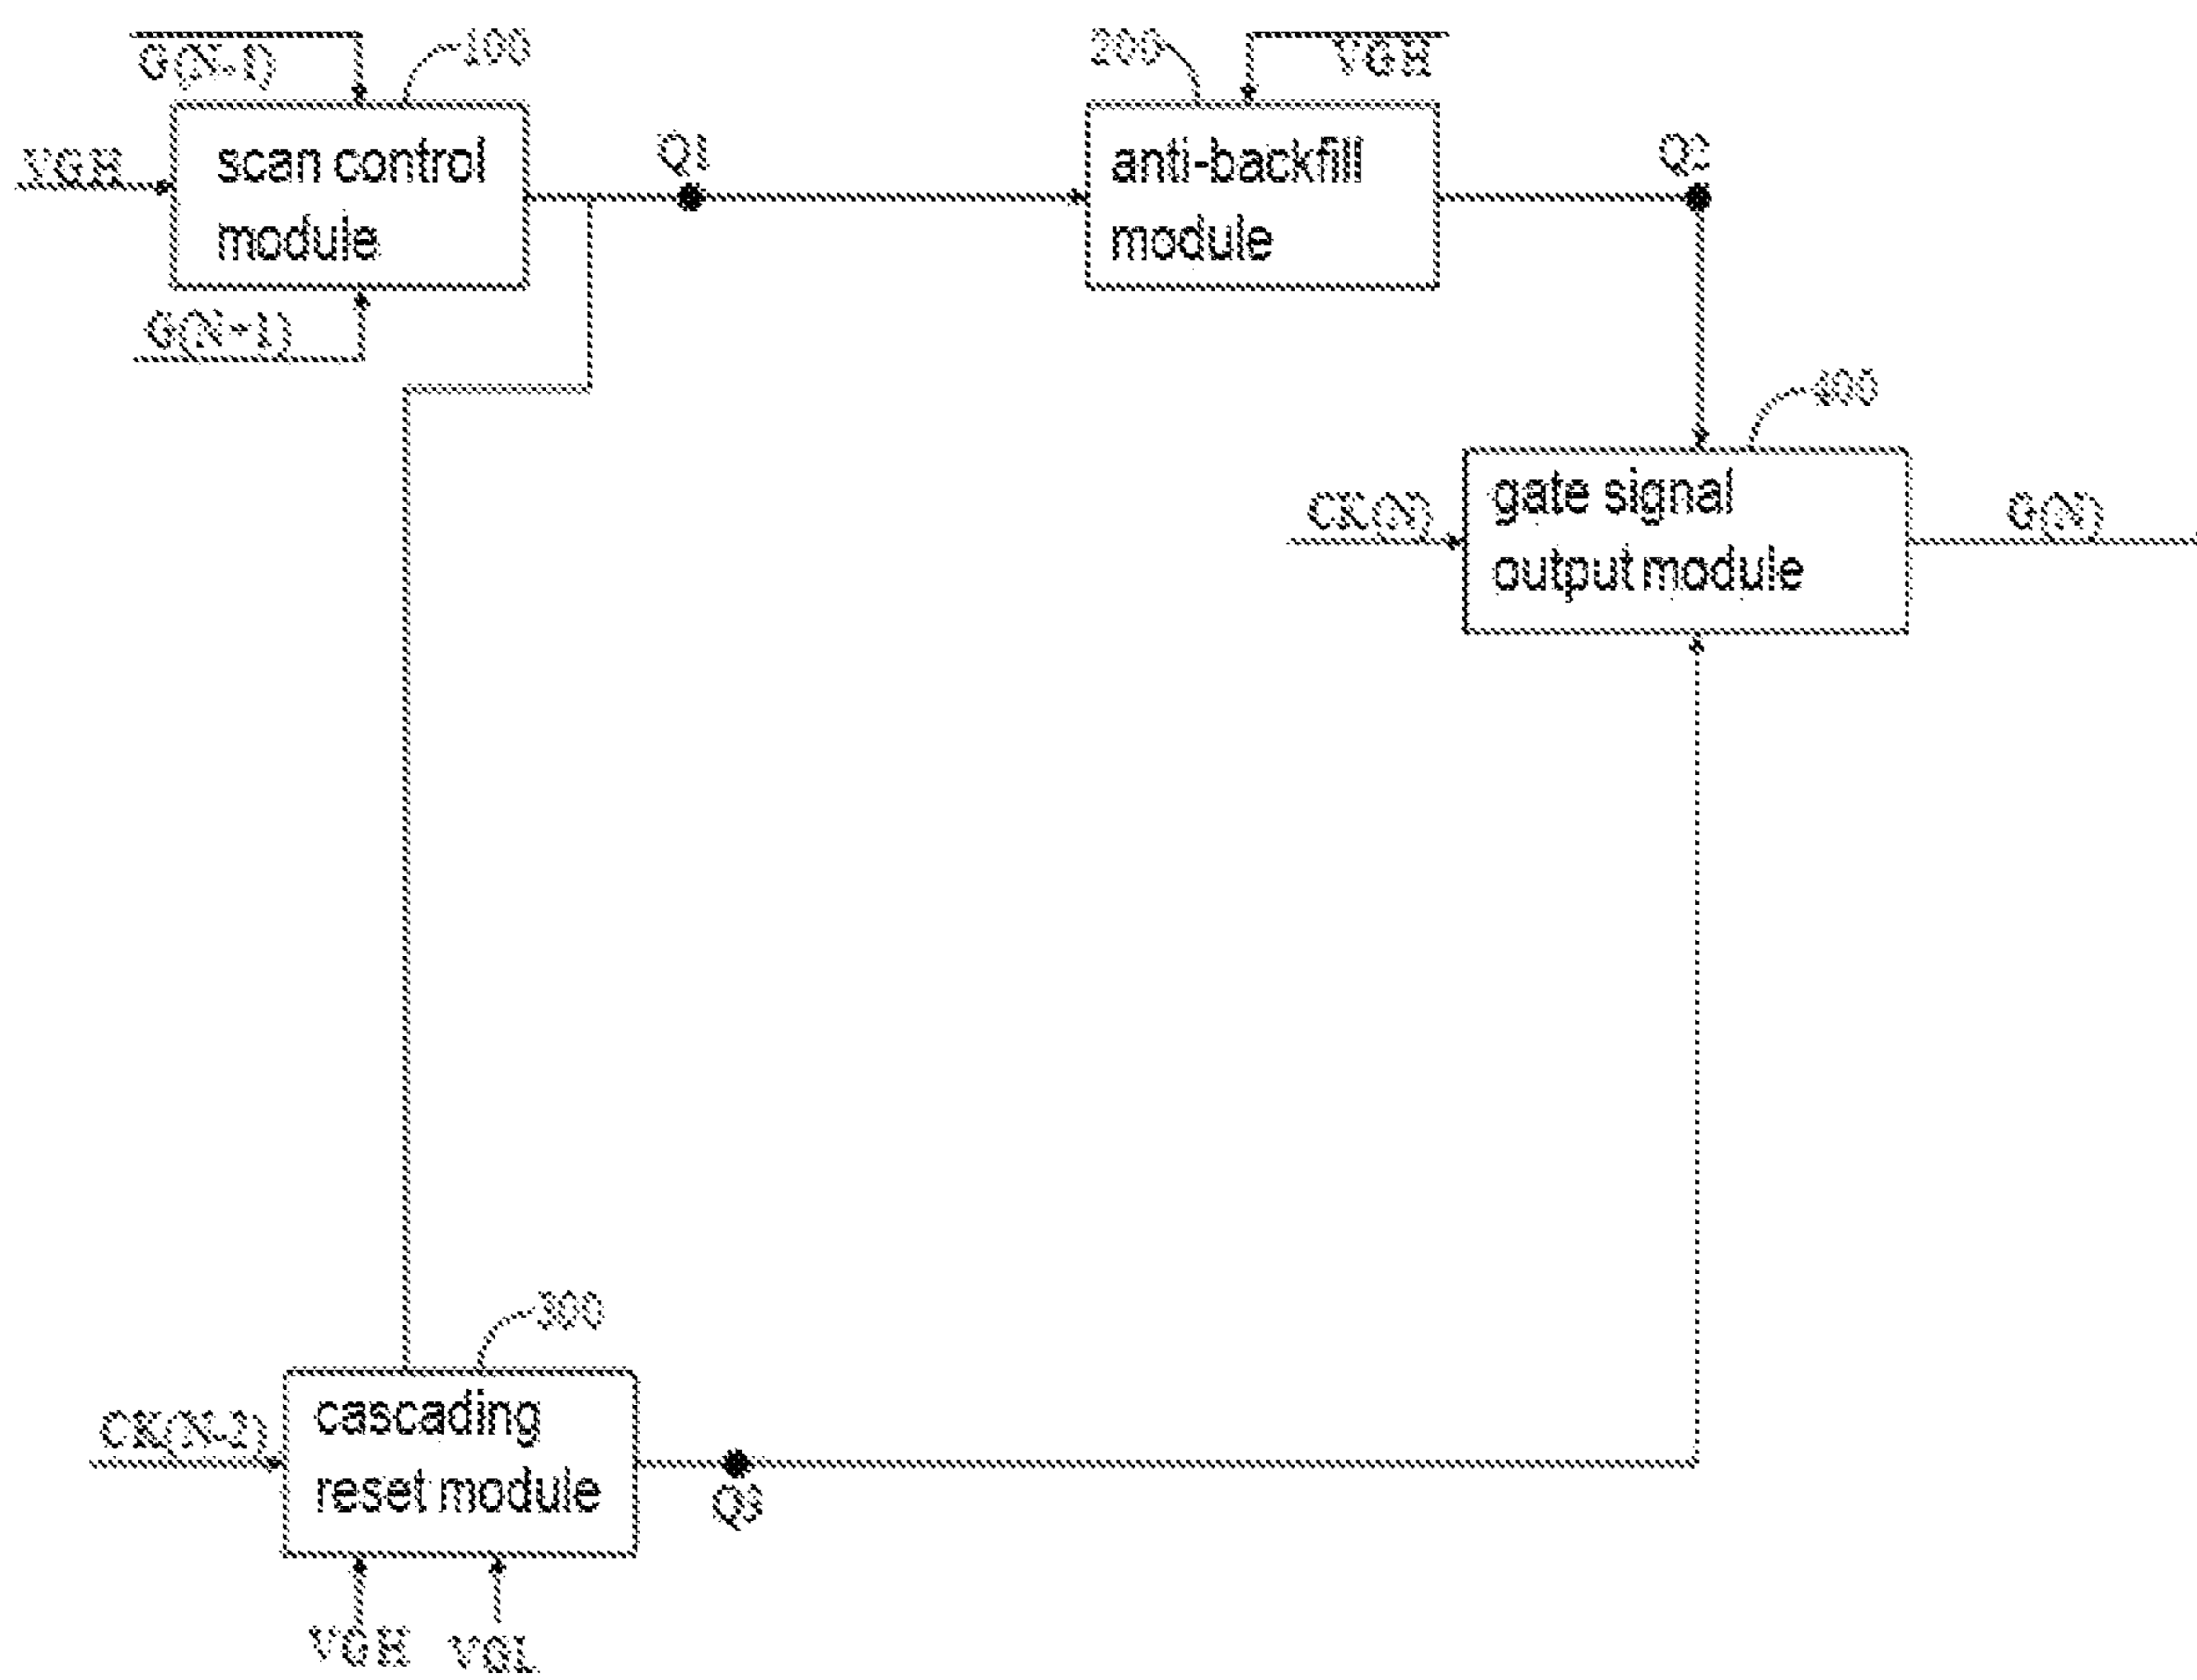 G(N-1)
100
VGH
scan control
module
G(N+1)
Q1
200
VGH
anti-backfill
module
Q2
400
CK(N)
gate signal
output module
G(N)
300
CK(N-2)
cascading
reset module
Q3
VGH
VGL